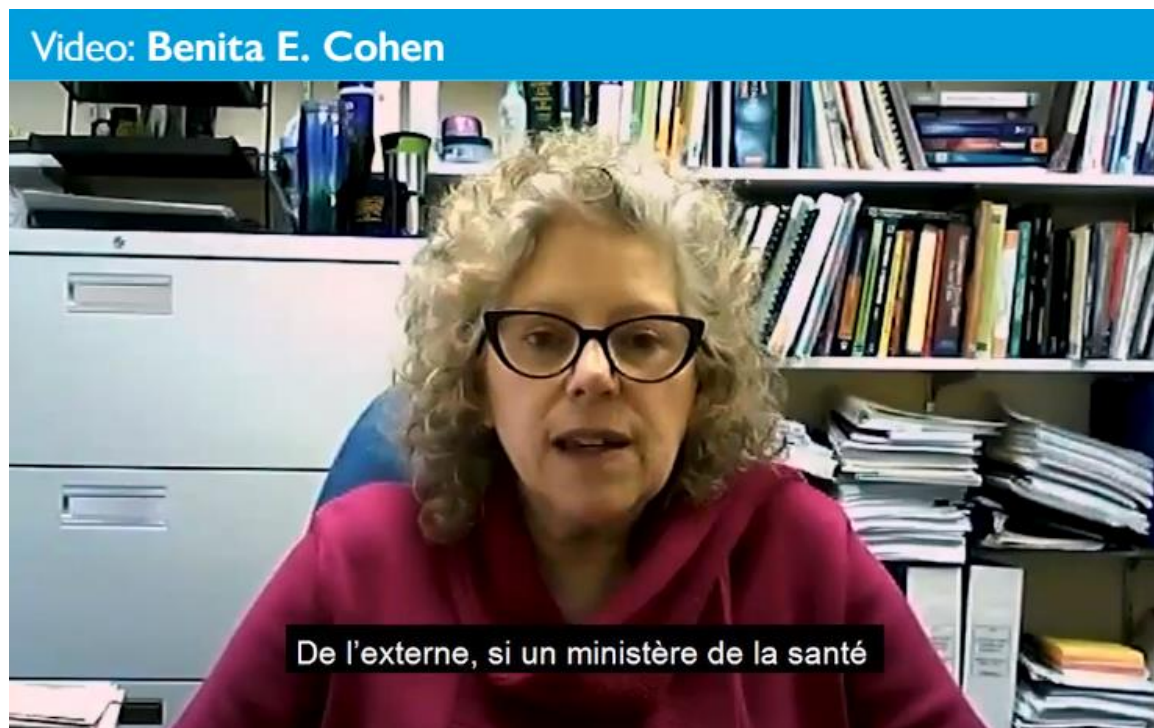 Video: Benita E. Cohen
De l'externe, si un ministère de la santé